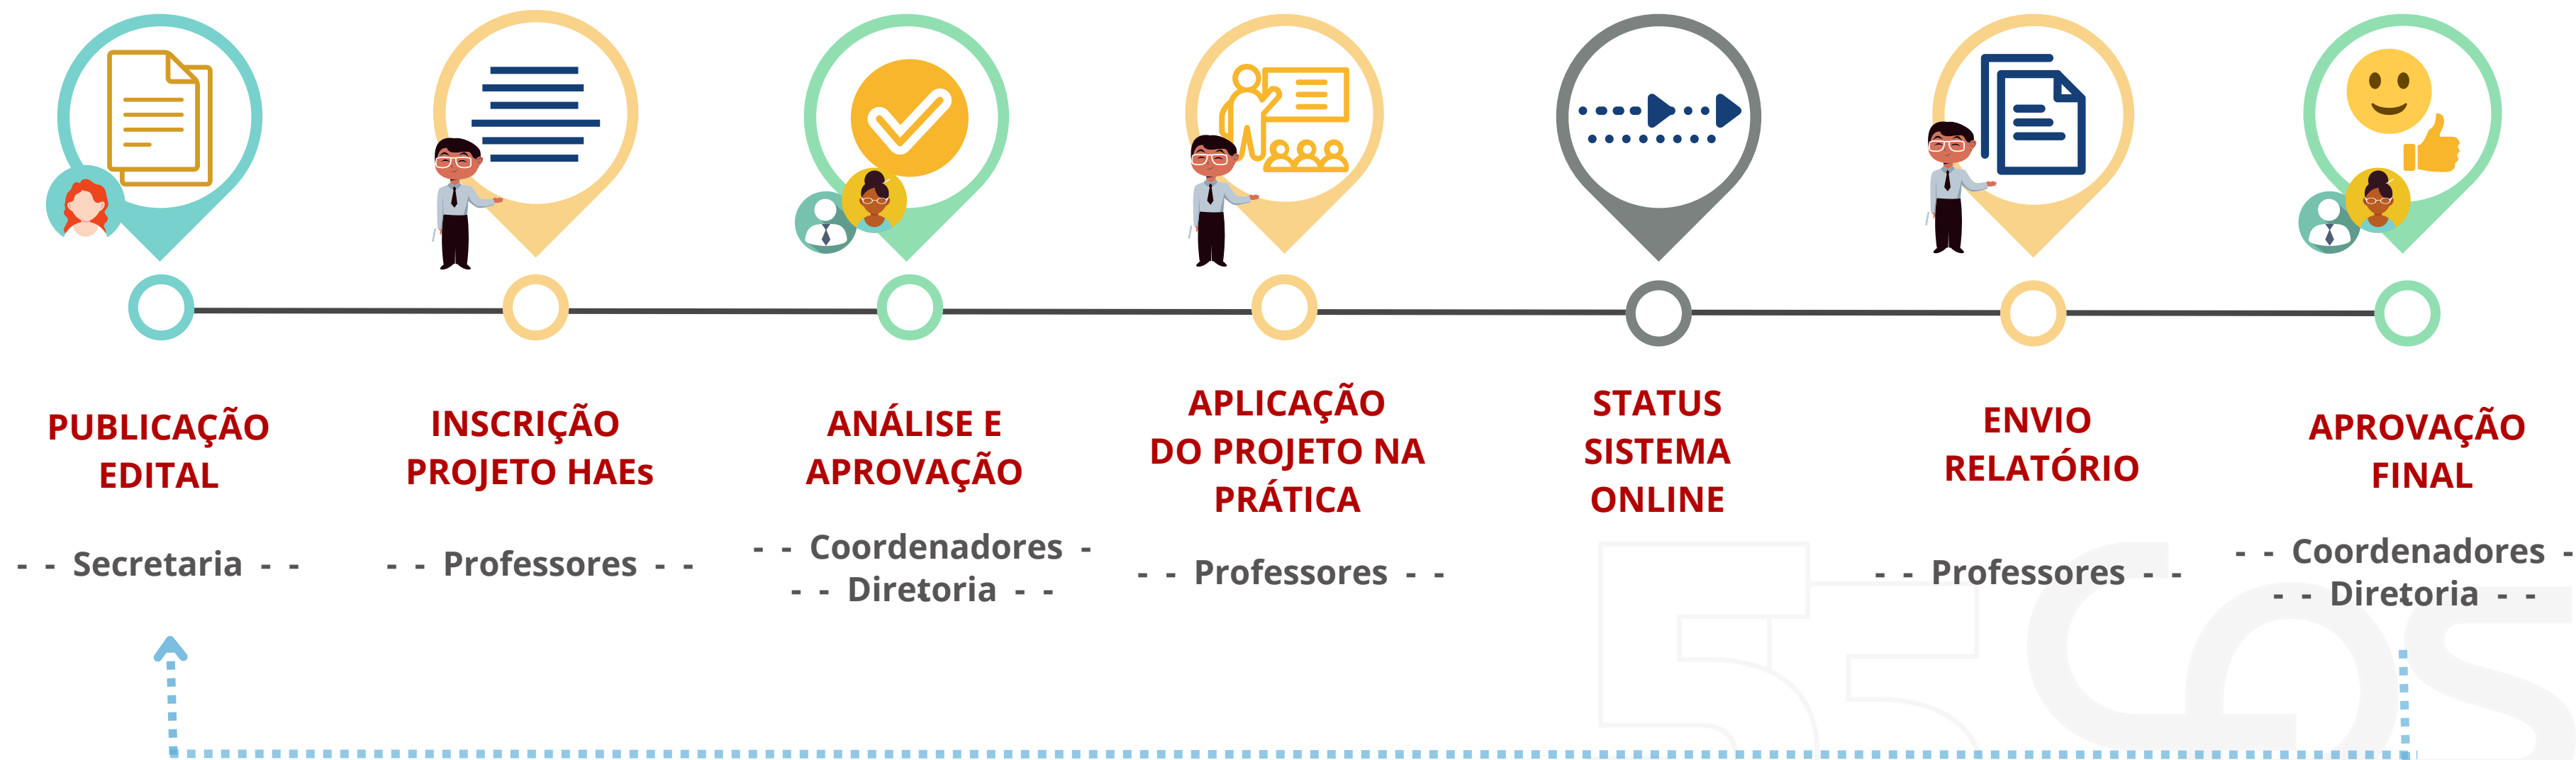 PUBLICAÇÃO
EDITAL
- - Secretaria - -
INSCRIÇÃO
PROJETO HAEs
- - Professores - -
ANÁLISE E
APROVAÇÃO
- - Coordenadores -
- - Diretoria - -
APLICAÇÃO
DO PROJETO NA
PRÁTICA
- - Professores - -
STATUS
SISTEMA
ONLINE
ENVIO
RELATÓRIO
- - Professores - -
APROVAÇÃO
FINAL
- - Coordenadores -
- - Diretoria - -